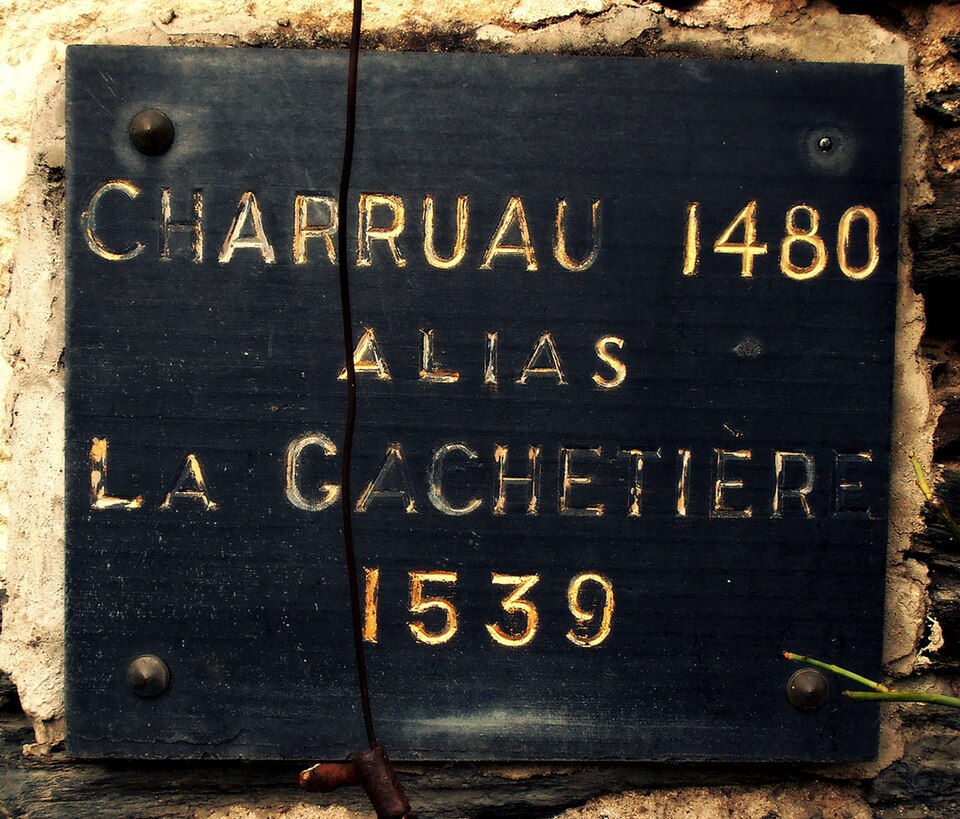 CHARRUAU 1480
ALIAS
LA GACHETIÈRE
1539